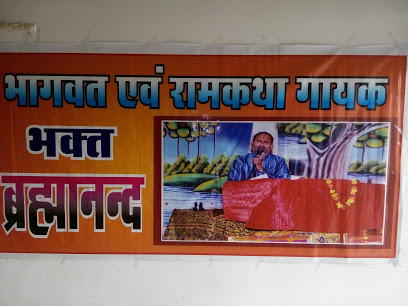 भागवत एवं रामकथा गायक
भक्त
ब्रह्मानन्द